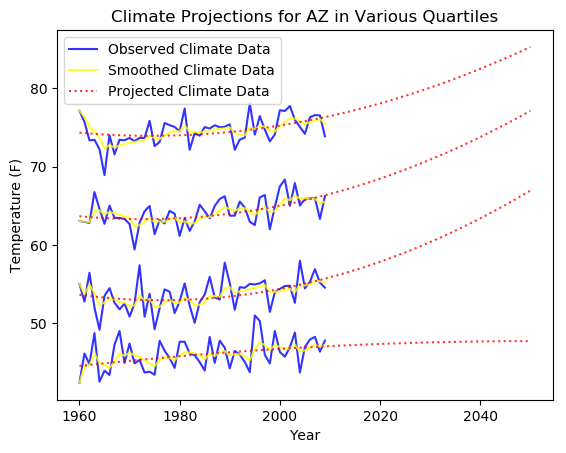 Climate Projections for AZ in Various Quartiles
Observed Climate Data
Smoothed Climate Data
Projected Climate Data
Temperature (F)
80
70
60
50
1960
1980
2000
2020
2040
Year